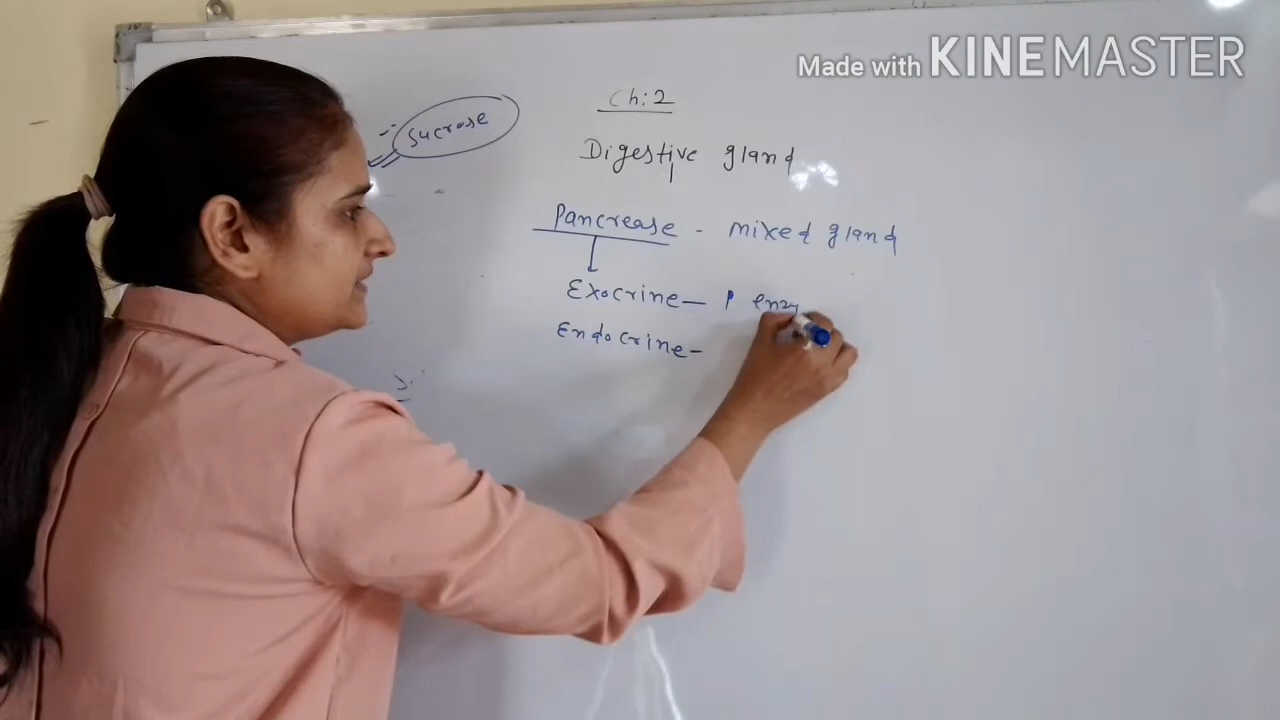 Made with KINEMASTER
Ch:2
Sucrose
Digestive gland
Pancrease - mixed gland
Exocrine - P enzy
Endocrine -